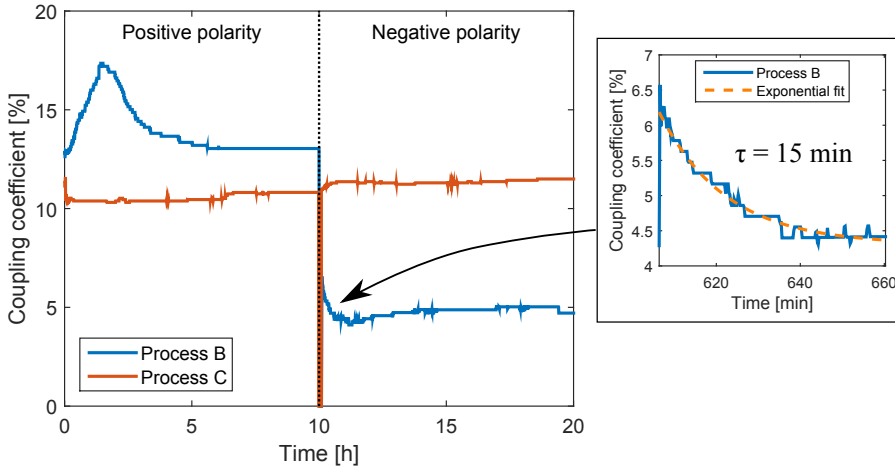 Positive polarity
Negative polarity
Coupling coefficient [%]
20
15
10
5
0
Process B
Process C
0
5
10
15
20
Time [h]
Process B
Exponential fit
τ = 15 min
Coupling coefficient [%]
7
6.5
6
5.5
5
4.5
4
620
640
660
Time [min]